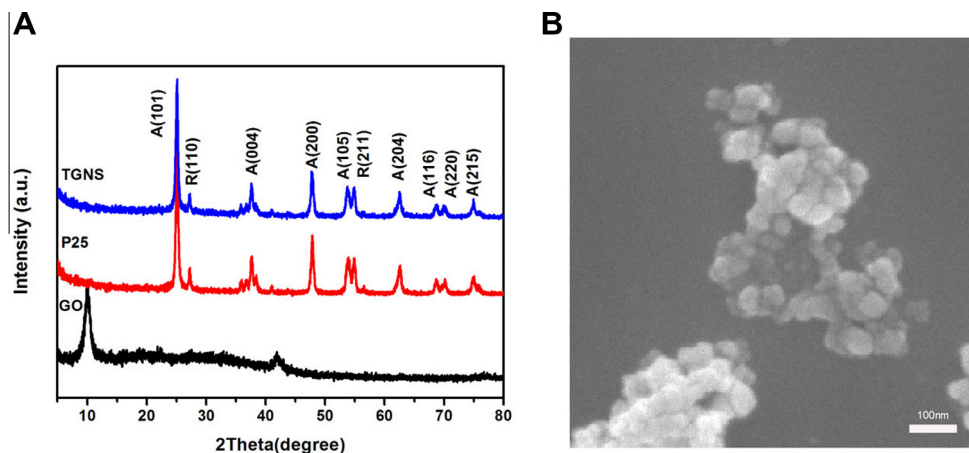 A
B
Intensity (a.u.)
TGNS
P25
GO
A(101)
R(110)
A(004)
A(200)
A(105)
R(211)
A(204)
A(116)
A(220)
A(215)
10 20 30 40 50 60 70 80
2Theta(degree)
100nm